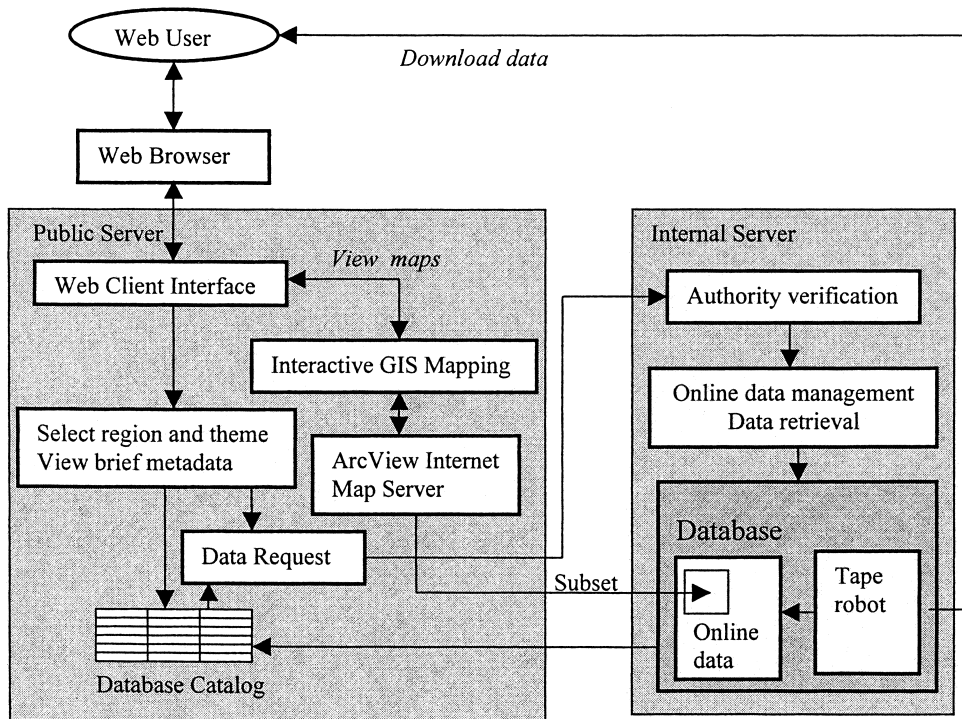 Web User
Download data
Web Browser
Public Server
View maps
Web Client Interface
Interactive GIS Mapping
Select region and theme
View brief metadata
ArcView Internet
Map Server
Data Request
Subset
Database Catalog
Internal Server
Authority verification
Online data management
Data retrieval
Database
Online
data
Tape
robot